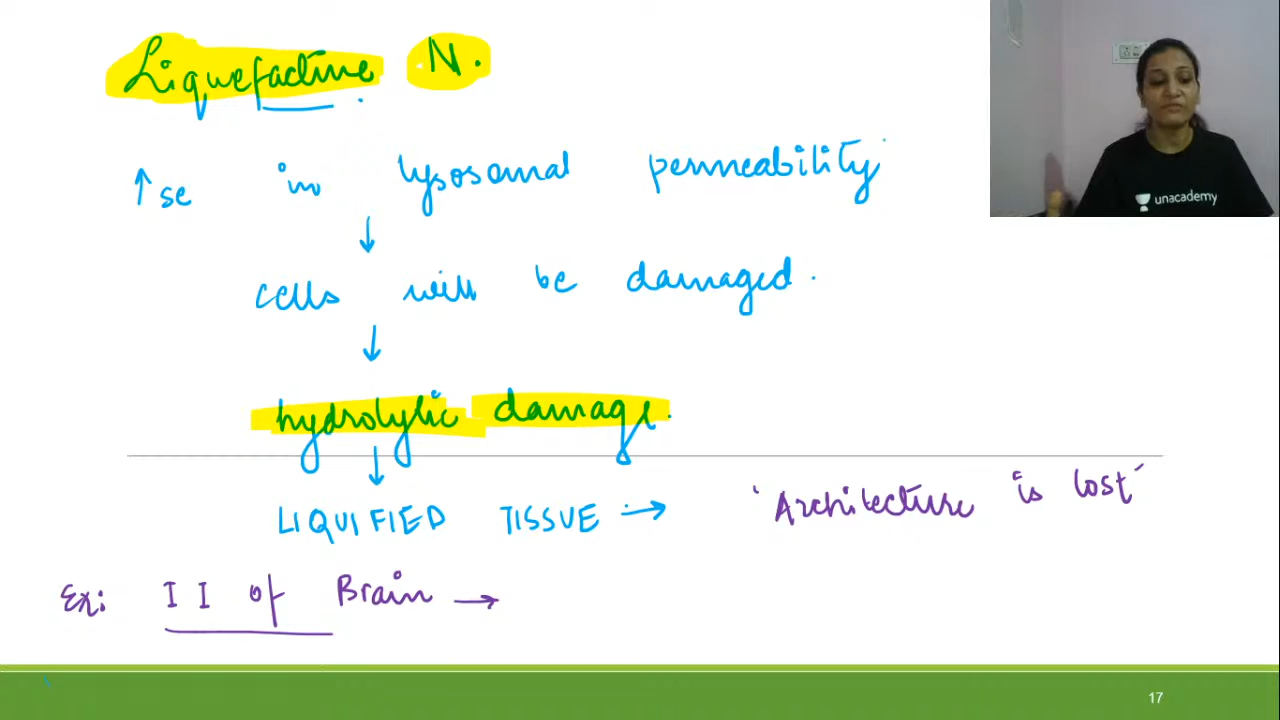 Liquefactive N.
unacademy
↑se in lysosomal permeability
↓
cells will be damaged.
↓
hydrolytic damage.
↓
LIQUIFIED TISSUE → 'Architecture is lost'
Ex: II of Brain →
17